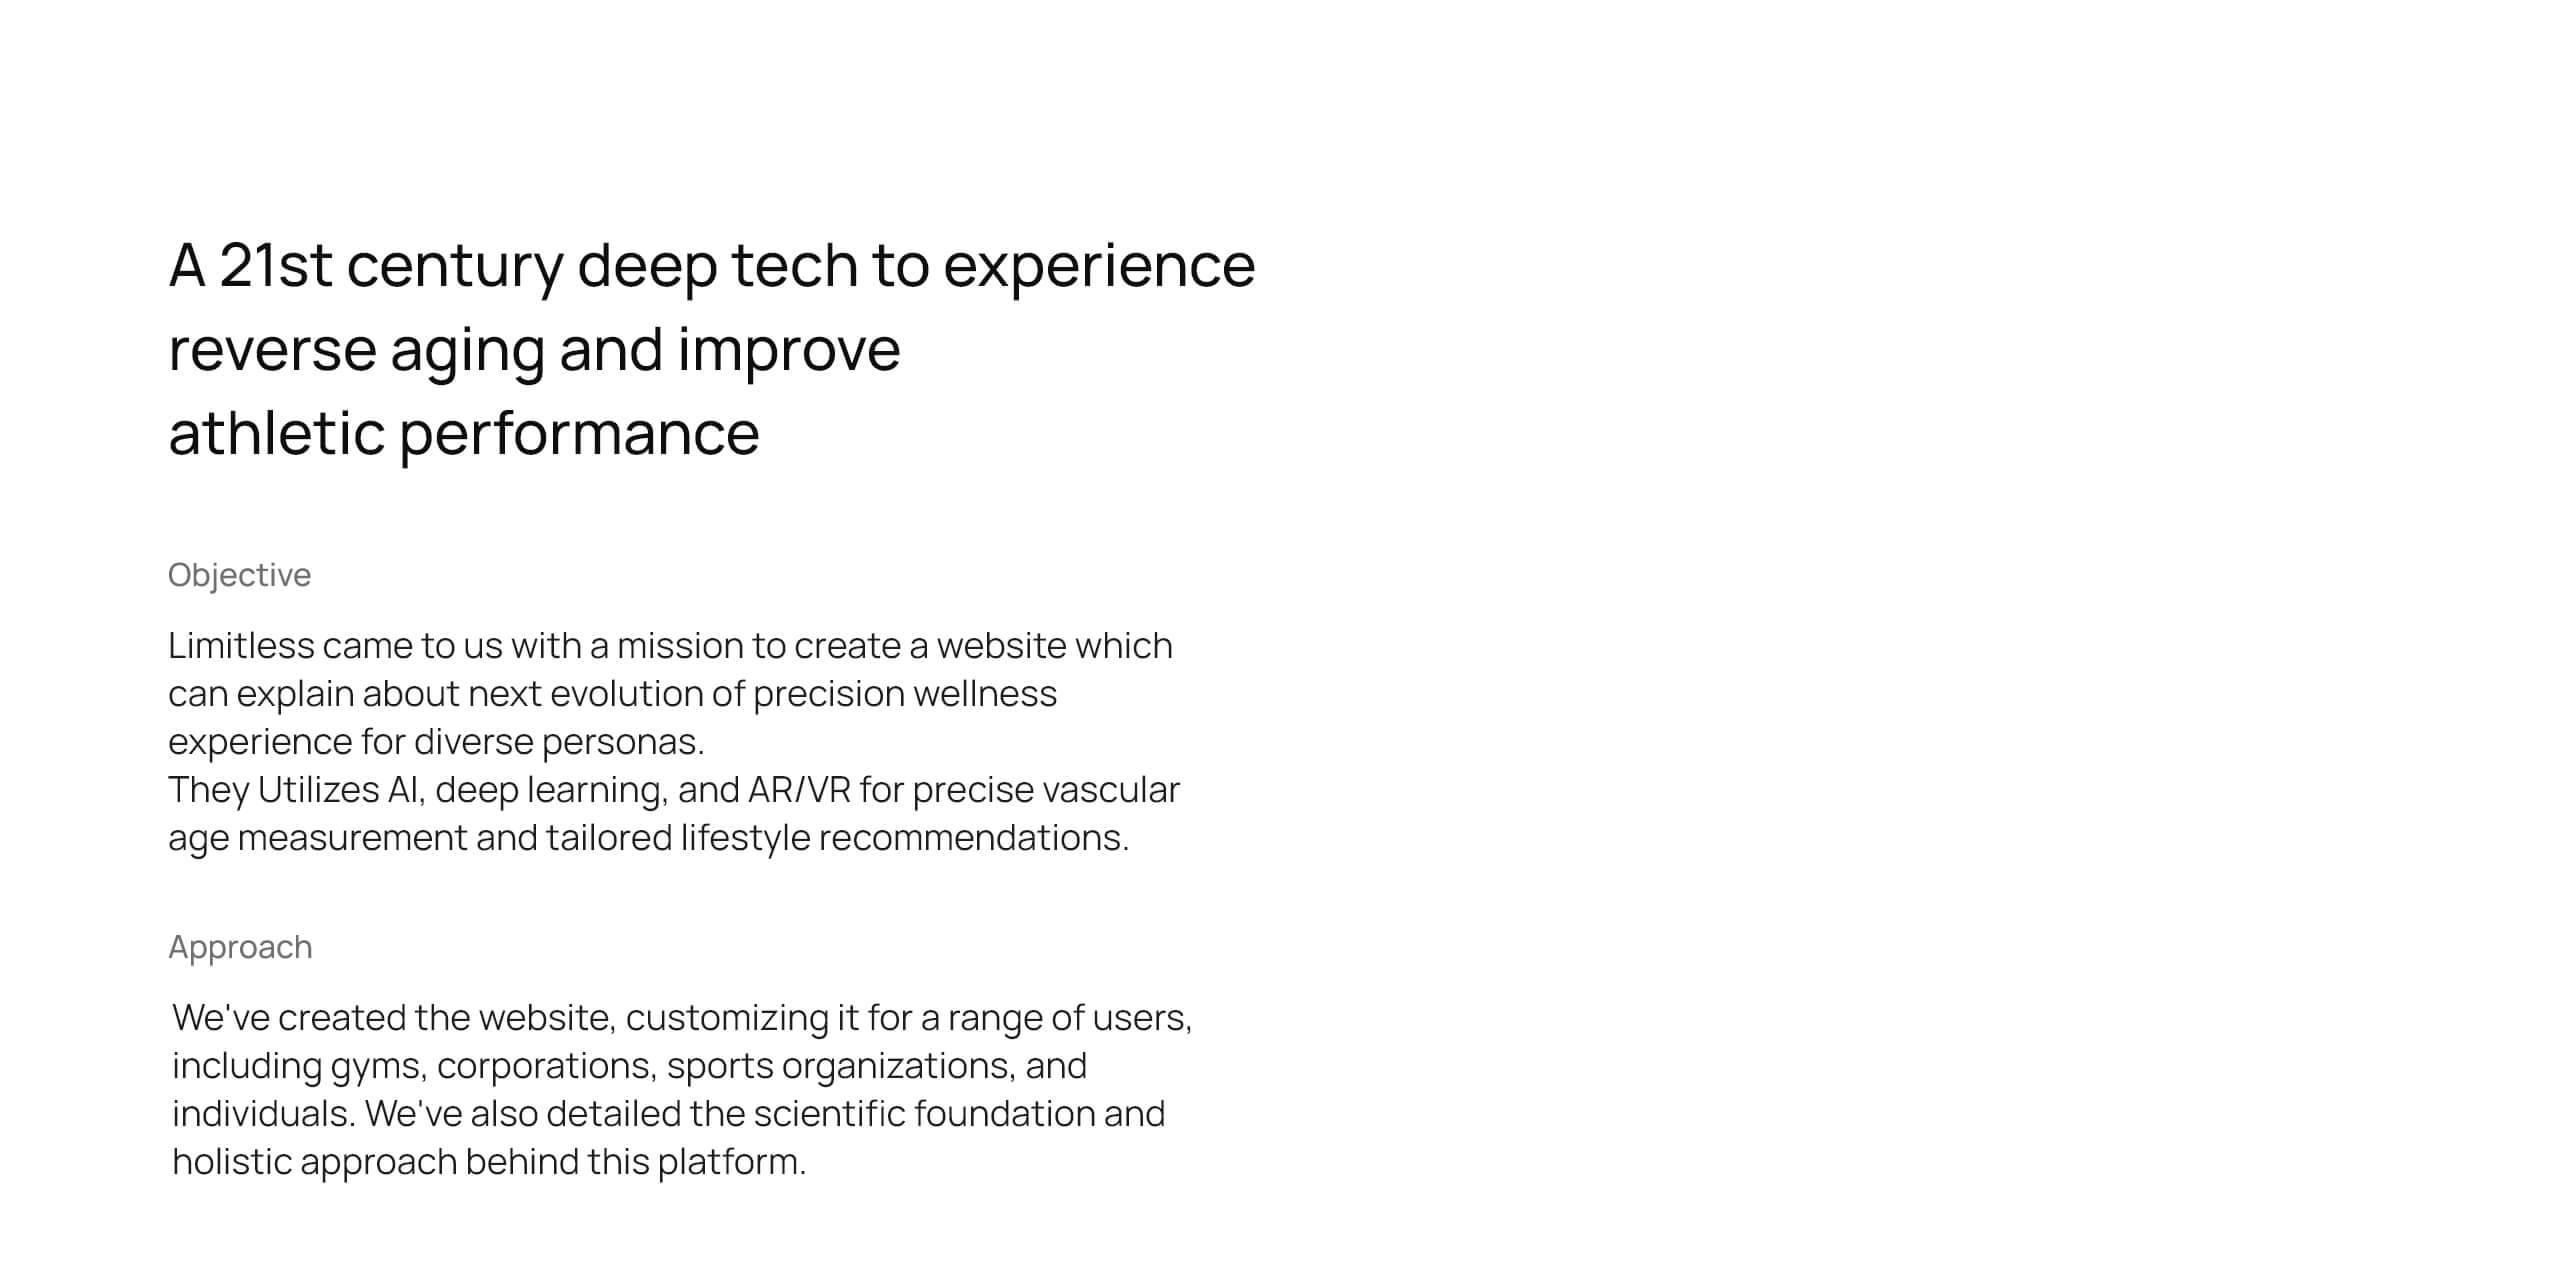 A 21st century deep tech to experience
reverse aging and improve
athletic performance
Objective
Limitless came to us with a mission to create a website which
can explain about next evolution of precision wellness
experience for diverse personas.
They Utilizes AI, deep learning, and AR/VR for precise vascular
age measurement and tailored lifestyle recommendations.
Approach
We've created the website, customizing it for a range of users,
including gyms, corporations, sports organizations, and
individuals. We've also detailed the scientific foundation and
holistic approach behind this platform.